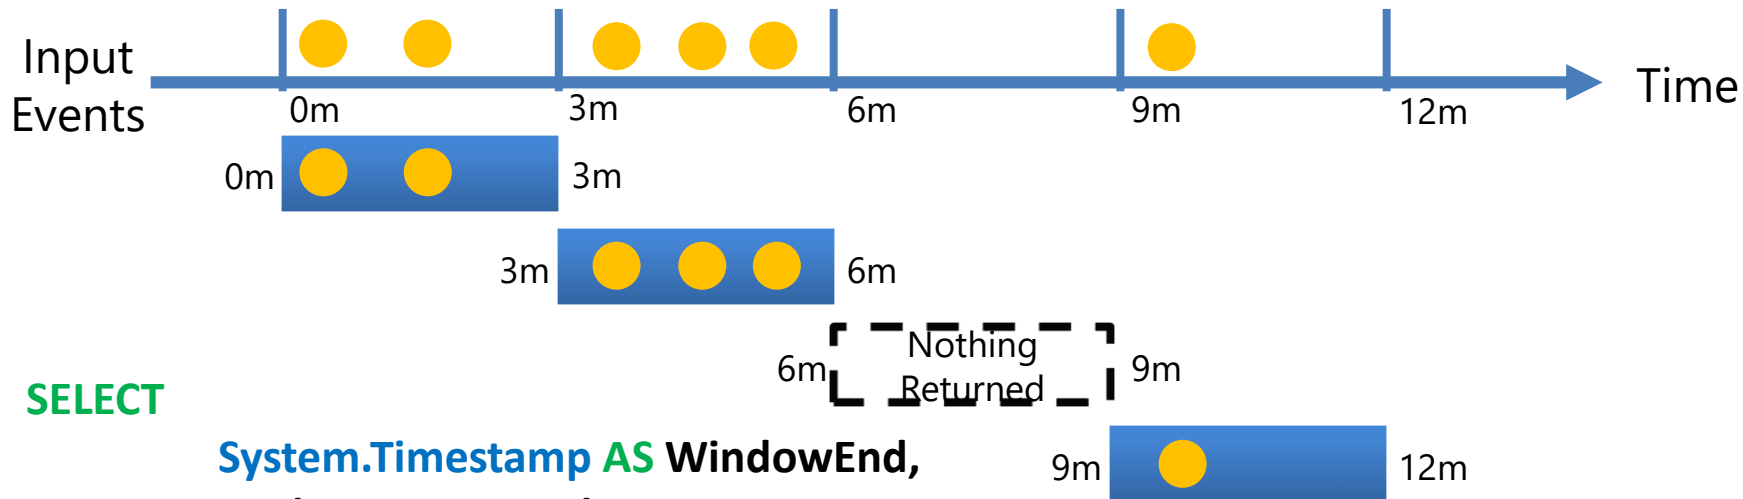 Input
Events
Time
0m
3m
6m
9m
12m
0m
3m
3m
6m
6m
Nothing
Returned
9m
SELECT
System.Timestamp AS WindowEnd,
9m
12m